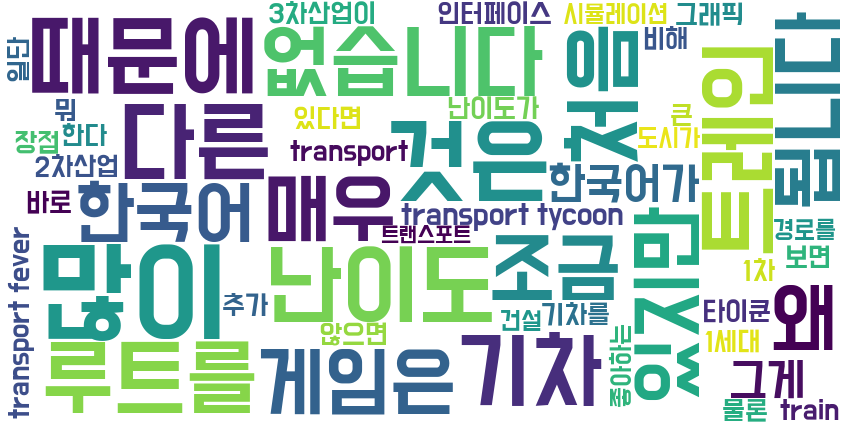 3차산업이
인터페이스
시뮬레이션
그래픽
일단
때문에
없습니다
처음
비해
트레인
됩니다
뭐
장점
한다
다른
있다면
난이도가
큰
도시가
transport
것은
2차산업
바로
한국어
매우
한국어가
transport tycoon
트랜스포트
있지만
경로를
transport fever
많이
난이도
조금
보면
1차
추가
않으면
건설
기차를
타이쿤
왜
루트를
게임은
기차
좋아하는
1세대
그게
물론
train